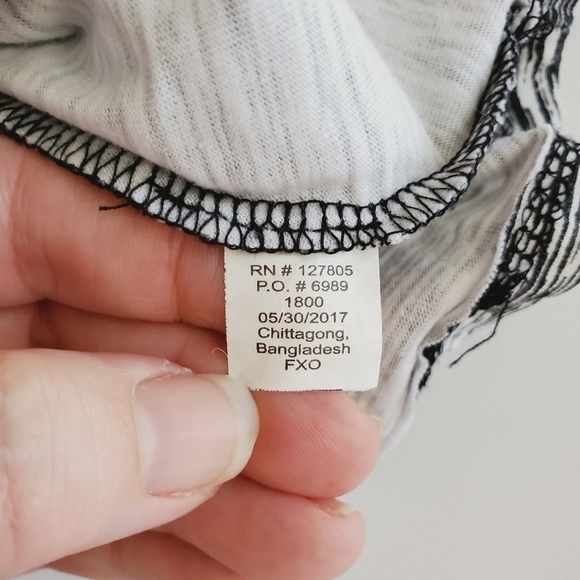 RN # 127805
P.O. # 6989
1800
05/30/2017
Chittagong,
Bangladesh
FXO